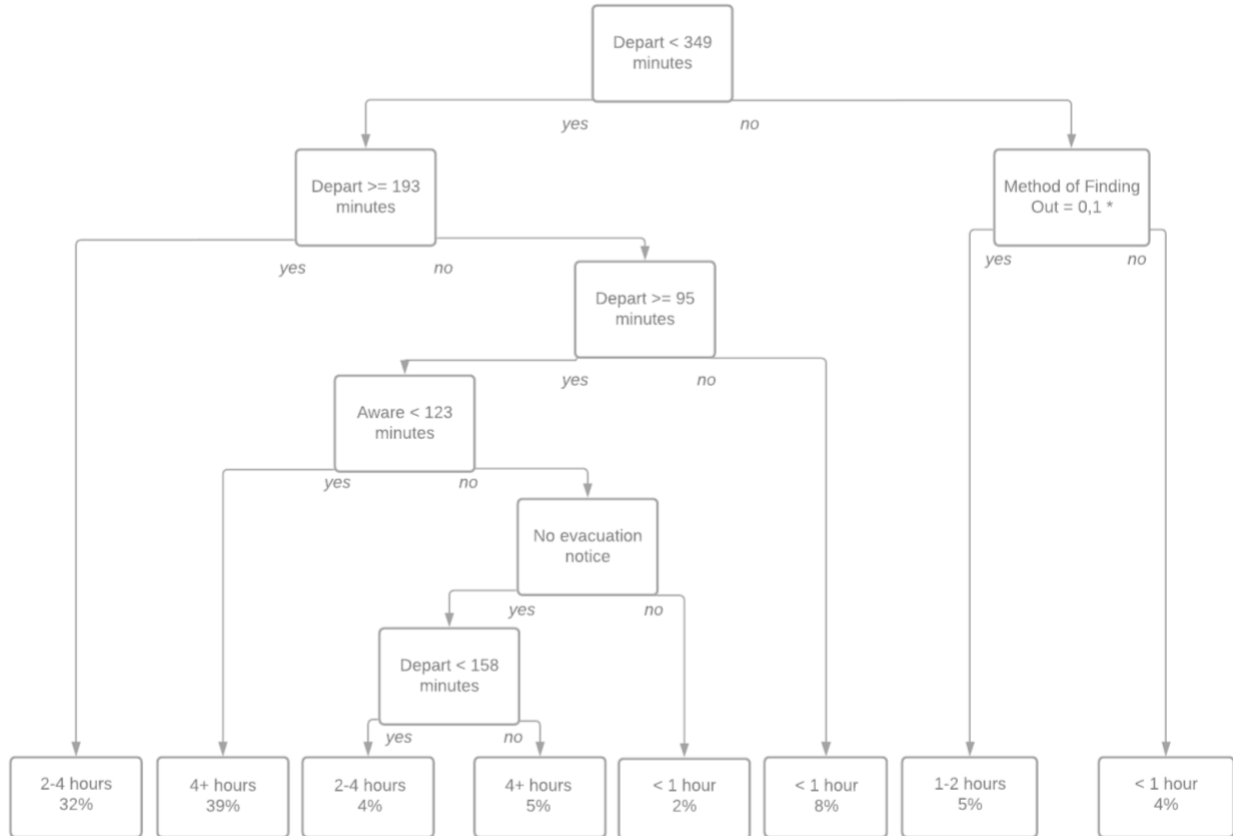 Depart < 349
minutes
yes
no
Depart >= 193
minutes
Method of Finding
Out = 0,1 *
yes
no
yes
no
Depart >= 95
minutes
yes
no
Aware < 123
minutes
yes
no
No evacuation
notice
yes
no
Depart < 158
minutes
yes
no
2-4 hours
32%
4+ hours
39%
2-4 hours
4%
4+ hours
5%
< 1 hour
2%
< 1 hour
8%
1-2 hours
5%
< 1 hour
4%